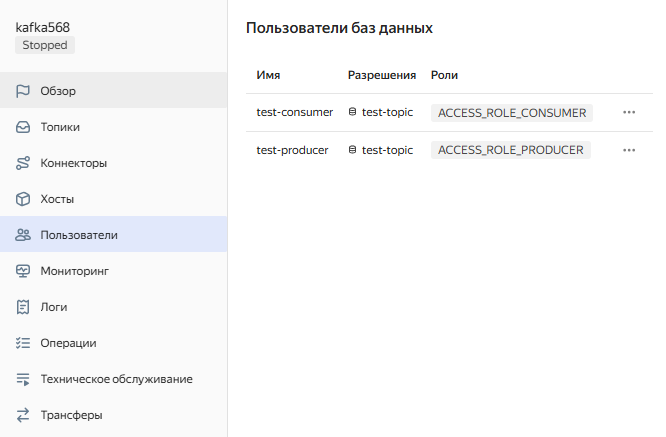 kafka568
Stopped
Обзор
Топики
Коннекторы
Хосты
Пользователи
Мониторинг
Логи
Операции
Техническое обслуживание
Трансферы
Пользователи баз данных
Имя Разрешения Роли
test-consumer test-topic ACCESS_ROLE_CONSUMER
test-producer test-topic ACCESS_ROLE_PRODUCER